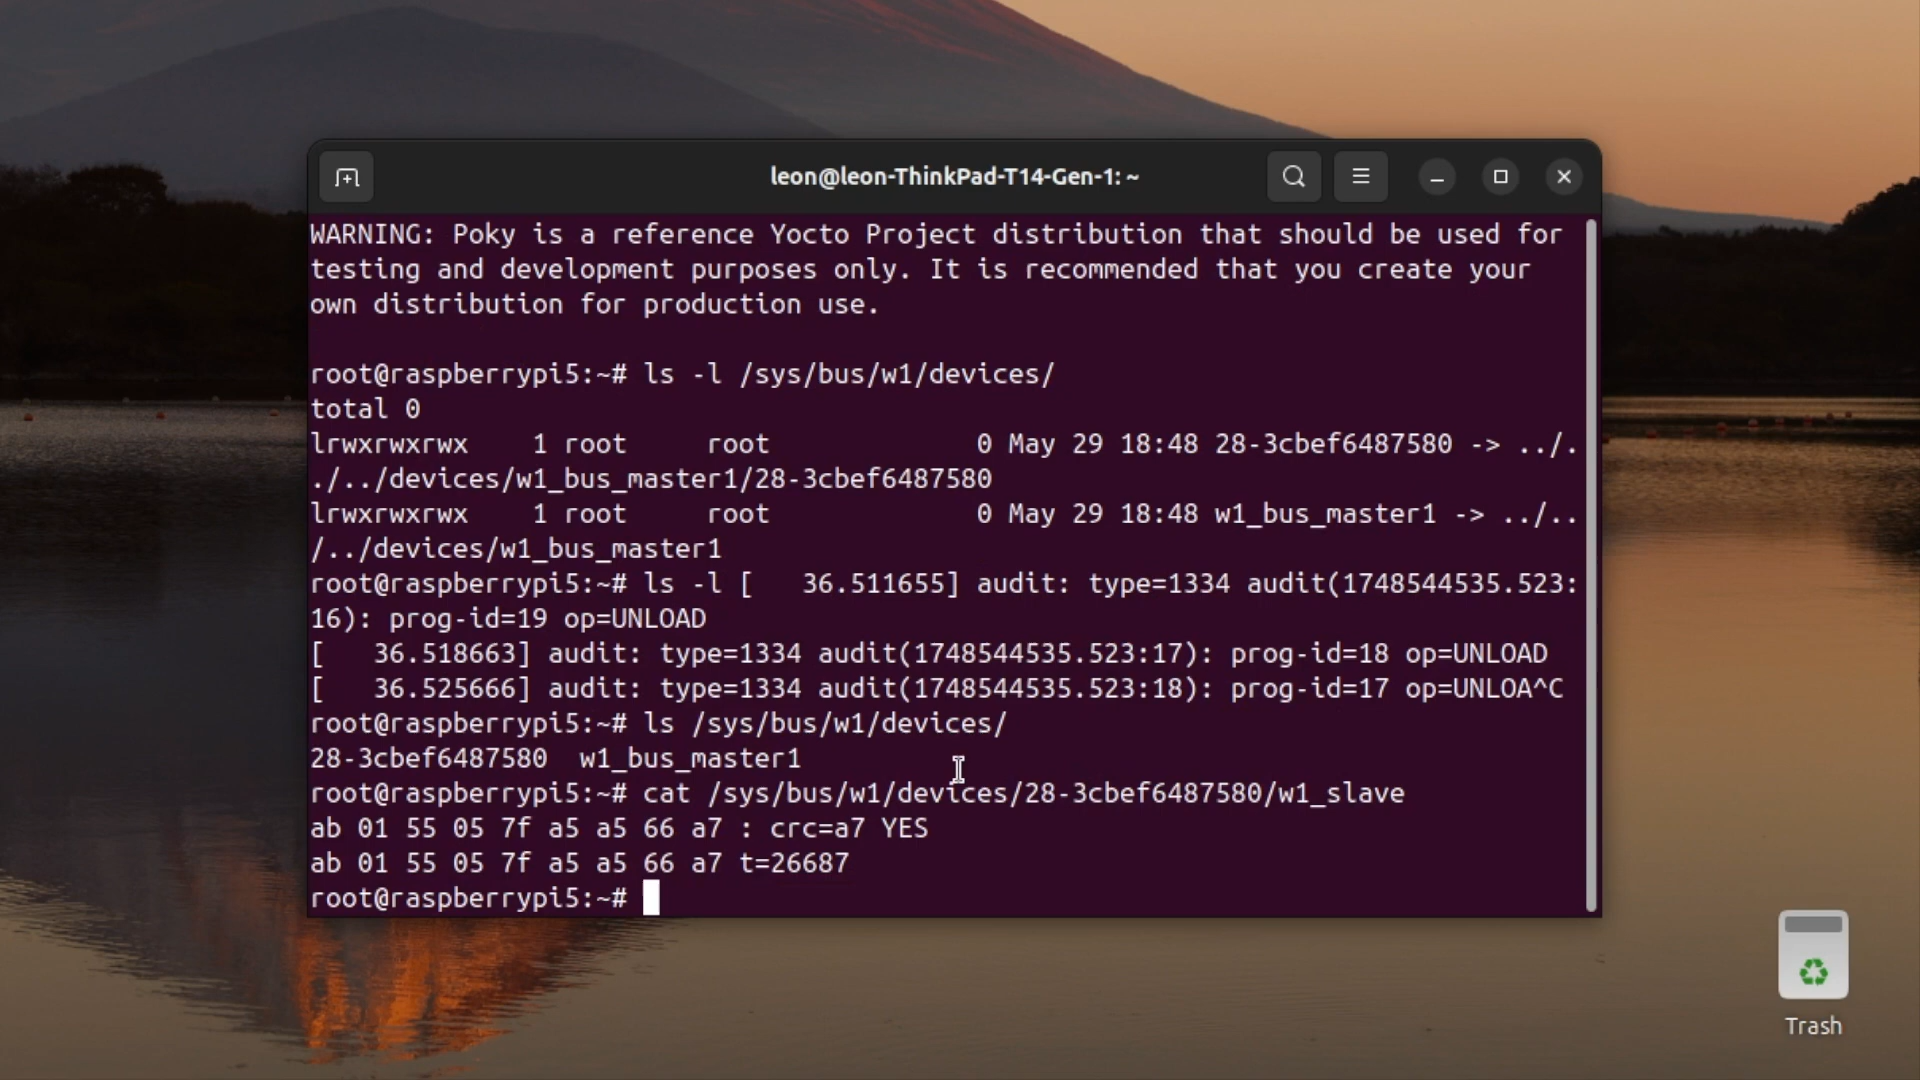 leon@leon-ThinkPad-T14-Gen-1: ~
WARNING: Poky is a reference Yocto Project distribution that should be used for
testing and development purposes only. It is recommended that you create your
own distribution for production use.
root@raspberrypi5:~# ls -l /sys/bus/w1/devices/
total 0
lrwxrwxrwx    1 root     root             0 May 29 18:48 28-3cbef6487580 -> ../.
./../devices/w1_bus_master1/28-3cbef6487580
lrwxrwxrwx    1 root     root             0 May 29 18:48 w1_bus_master1 -> ../..
/../devices/w1_bus_master1
root@raspberrypi5:~# ls -l [   36.511655] audit: type=1334 audit(1748544535.523:
16): prog-id=19 op=UNLOAD
[   36.518663] audit: type=1334 audit(1748544535.523:17): prog-id=18 op=UNLOAD
[   36.525666] audit: type=1334 audit(1748544535.523:18): prog-id=17 op=UNLOA^C
root@raspberrypi5:~# ls /sys/bus/w1/devices/
28-3cbef6487580  w1_bus_master1
root@raspberrypi5:~# cat /sys/bus/w1/devices/28-3cbef6487580/w1_slave
ab 01 55 05 7f a5 a5 66 a7 : crc=a7 YES
ab 01 55 05 7f a5 a5 66 a7 t=26687
root@raspberrypi5:~#
Trash